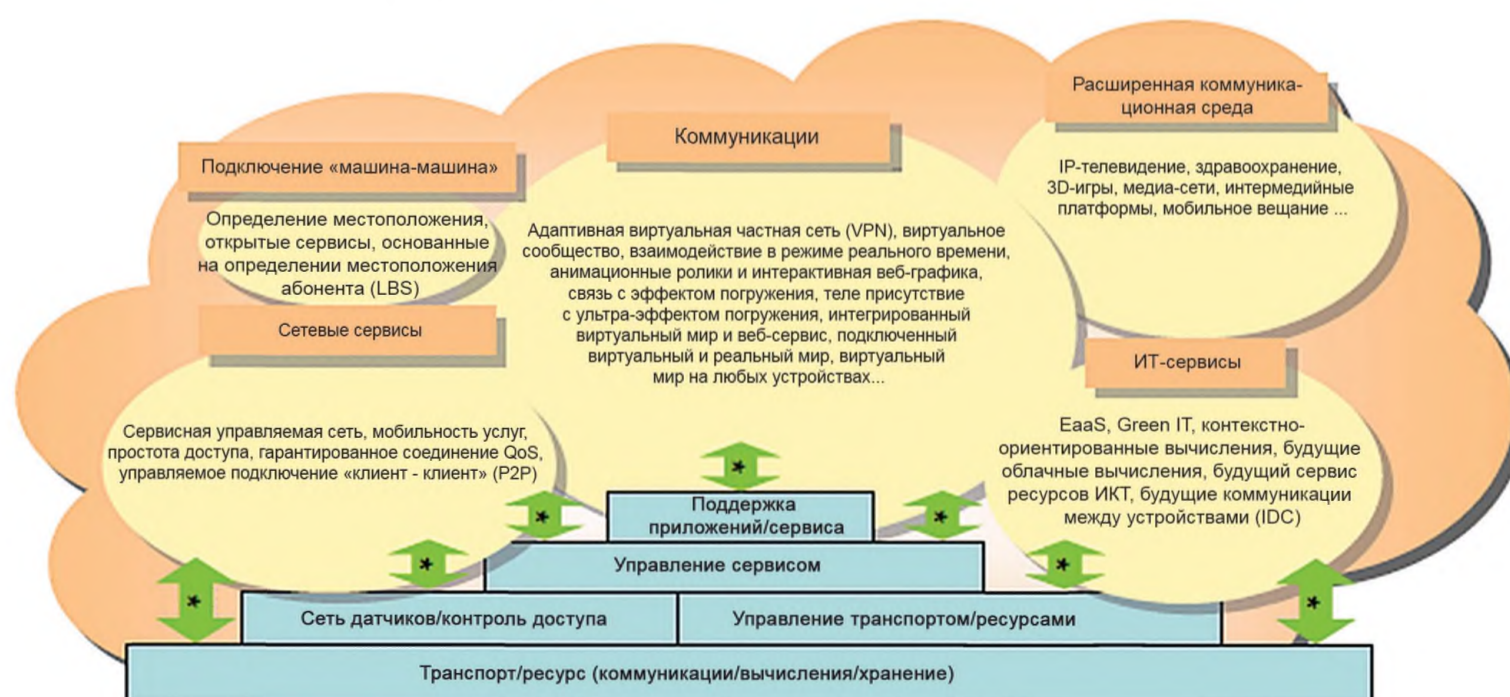 Расширенная коммуника-
ционная среда
IP-телевидение, здравоохранение,
3D-игры, медиа-сети, интермедийные
платформы, мобильное вещание ...
Коммуникации
Адаптивная виртуальная частная сеть (VPN), виртуальное
сообщество, взаимодействие в режиме реального времени,
анимационные ролики и интерактивная веб-графика,
связь с эффектом погружения, теле присутствие
с ультра-эффектом погружения, интегрированный
виртуальный мир и веб-сервис, подключенный
виртуальный и реальный мир, виртуальный
мир на любых устройствах...
Подключение «машина-машина»
Определение местоположения,
открытые сервисы, основанные
на определении местоположения
абонента (LBS)
Сетевые сервисы
Сервисная управляемая сеть, мобильность услуг,
простота доступа, гарантированное соединение QoS,
управляемое подключение «клиент - клиент» (P2P)
ИТ-сервисы
EaaS, Green IT, контекстно-
ориентированные вычисления, будущие
облачные вычисления, будущий сервис
ресурсов ИКТ, будущие коммуникации
между устройствами (IDC)
*
*
*
*
*
*
*
Поддержка
приложений/сервиса
Управление сервисом
Сеть датчиков/контроль доступа
Управление транспортом/ресурсами
Транспорт/ресурс (коммуникации/вычисления/хранение)